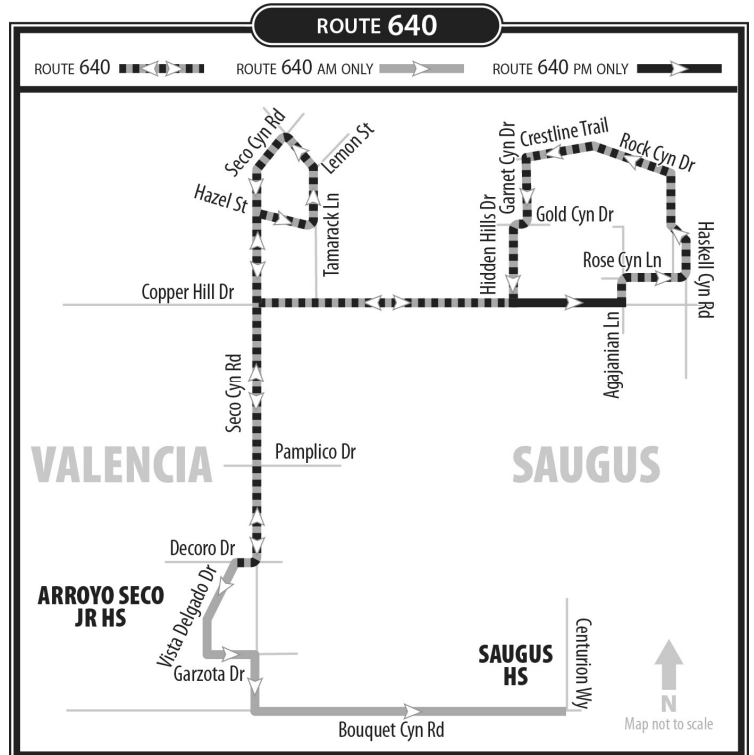 ROUTE 640
ROUTE 640
ROUTE 640 AM ONLY
ROUTE 640 PM ONLY
Seco Cyn Rd
Lemon St
Hazel St
Tamarack Ln
Garnet Cyn Dr
Crestline Trail
Rock Cyn Dr
Gold Cyn Dr
Hidden Hills Dr
Rose Cyn Ln
Haskell Cyn Rd
Copper Hill Dr
Agajanian Ln
Seco Cyn Rd
VALENCIA
Pamplico Dr
SAUGUS
Decoro Dr
ARROYO SECO
JR HS
Vista Delgado Dr
Garzota Dr
SAUGUS
HS
Centurion Wy
Bouquet Cyn Rd
N
Map not to scale